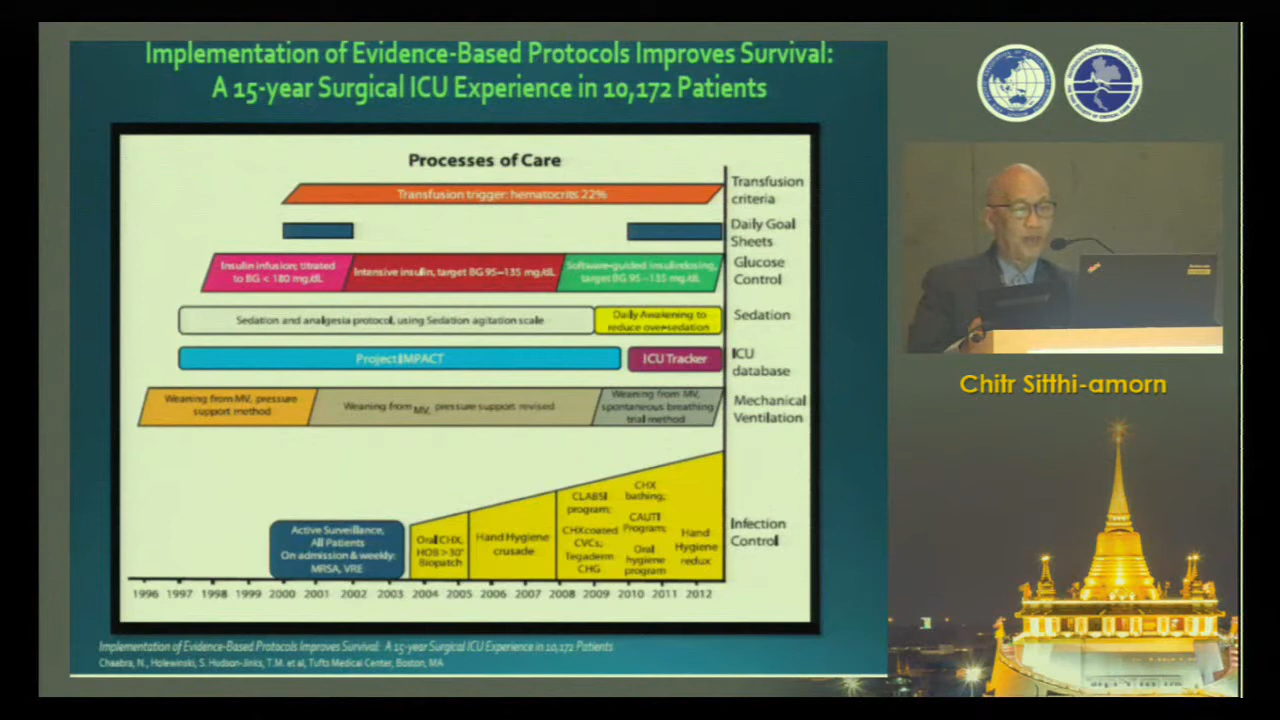 Implementation of Evidence-Based Protocols Improves Survival:
A 15-year Surgical ICU Experience in 10,172 Patients
Processes of Care
Transfusion trigger: hematocrits 22%
Transfusion
criteria
Daily Goal
Sheets
Insulin infusion; titrated
to BG < 180 mg/dL
Intensive insulin, target BG 95-135 mg/dL
Software-guided insulin dosing,
target BG 95-135 mg/dL
Glucose
Control
Sedation and analgesia protocol, using Sedation agitation scale
Daily Awakening to
reduce over-sedation
Sedation
Project IMPACT
ICU Tracker
ICU
database
Weaning from MV, pressure
support method
Weaning from MV, pressure support revised
Weaning from MV,
spontaneous breathing
trial method
Mechanical
Ventilation
Active Surveillance,
All Patients
On admission & weekly:
MRSA, VRE
Oral CHX,
HOB > 30°
Biopatch
Hand Hygiene
crusade
CLABSI
program;
CHX coated
CVCs;
Tegaderm
CHG
CHX
bathing;
CAUTI
Program;
Oral
hygiene
program
Hand
Hygiene
redux
Infection
Control
1996 1997 1998 1999 2000 2001 2002 2003 2004 2005 2006 2007 2008 2009 2010 2011 2012
Implementation of Evidence-Based Protocols Improves Survival: A 15-year Surgical ICU Experience in 10,172 Patients
Chaabra, N., Holewinski, S. Hudson-Jinks, T.M. et al, Tufts Medical Center, Boston, MA
Chitr Sitthi-amorn